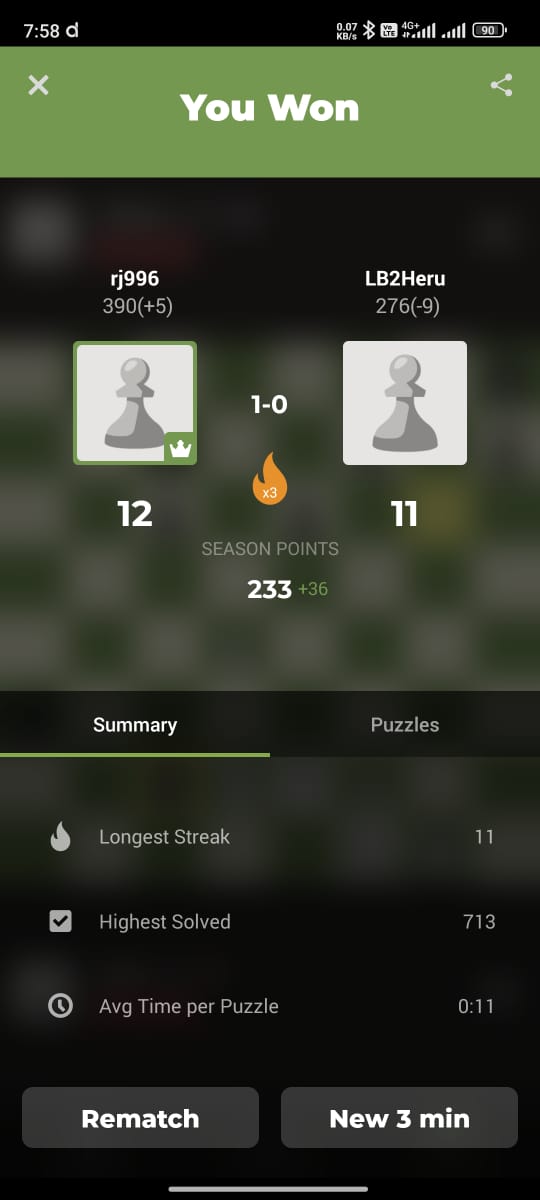 7:58 d
0.07 KB/s
Vo LTE
4G+
90
You Won
rj996
LB2Heru
390(+5)
276(-9)
1-0
x3
12
11
SEASON POINTS
233 +36
Summary
Puzzles
Longest Streak
11
Highest Solved
713
Avg Time per Puzzle
0:11
Rematch
New 3 min